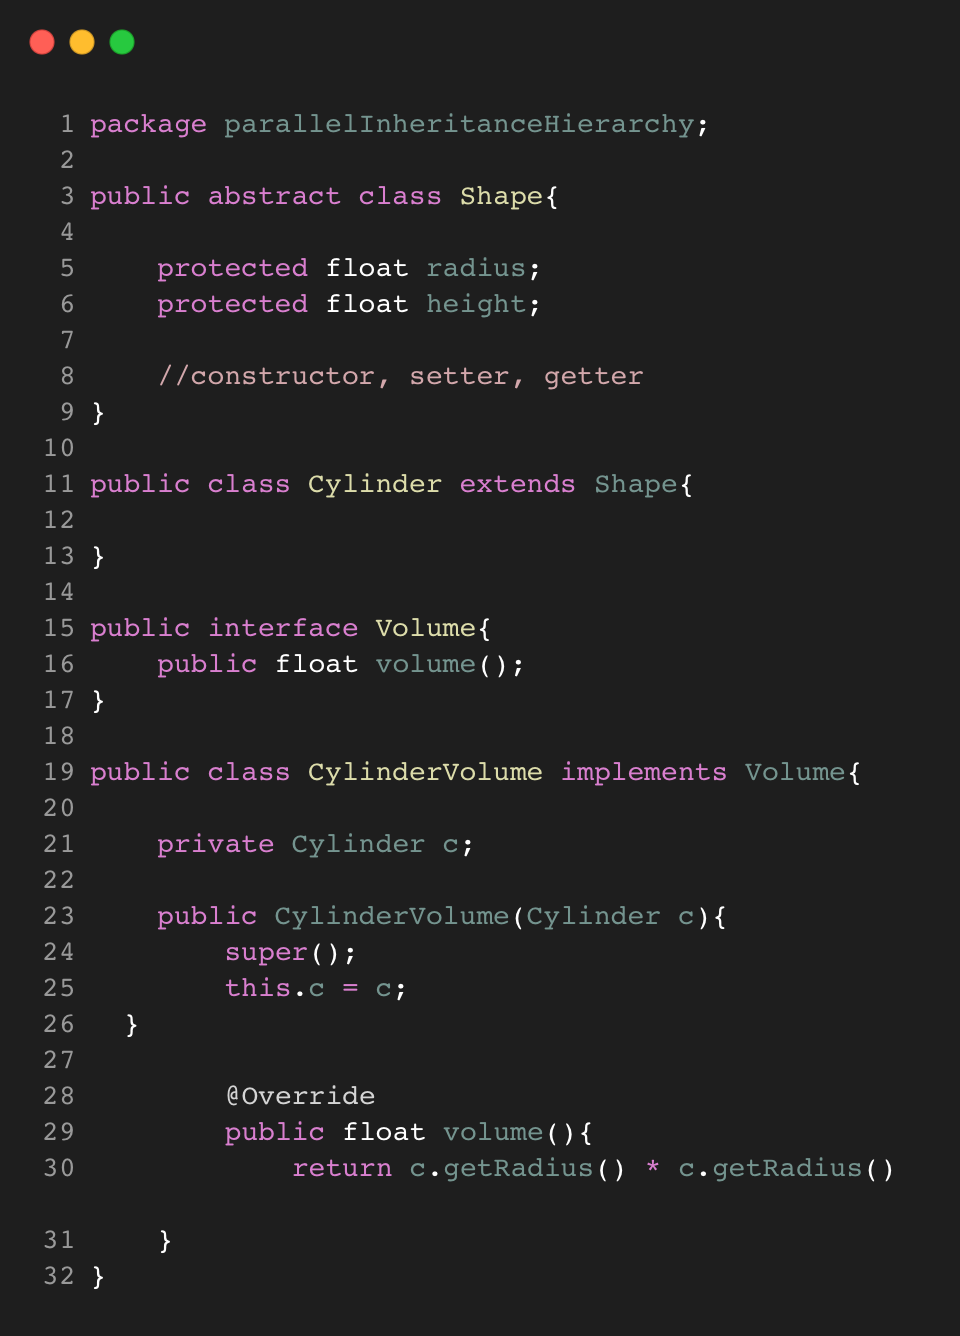 1 package parallelInheritanceHierarchy;
2
3 public abstract class Shape{
4
5     protected float radius;
6     protected float height;
7
8     //constructor, setter, getter
9 }
10
11 public class Cylinder extends Shape{
12
13 }
14
15 public interface Volume{
16     public float volume();
17 }
18
19 public class CylinderVolume implements Volume{
20
21     private Cylinder c;
22
23     public CylinderVolume(Cylinder c){
24         super();
25         this.c = c;
26   }
27
28         @Override
29         public float volume(){
30             return c.getRadius() * c.getRadius()
31     }
32 }